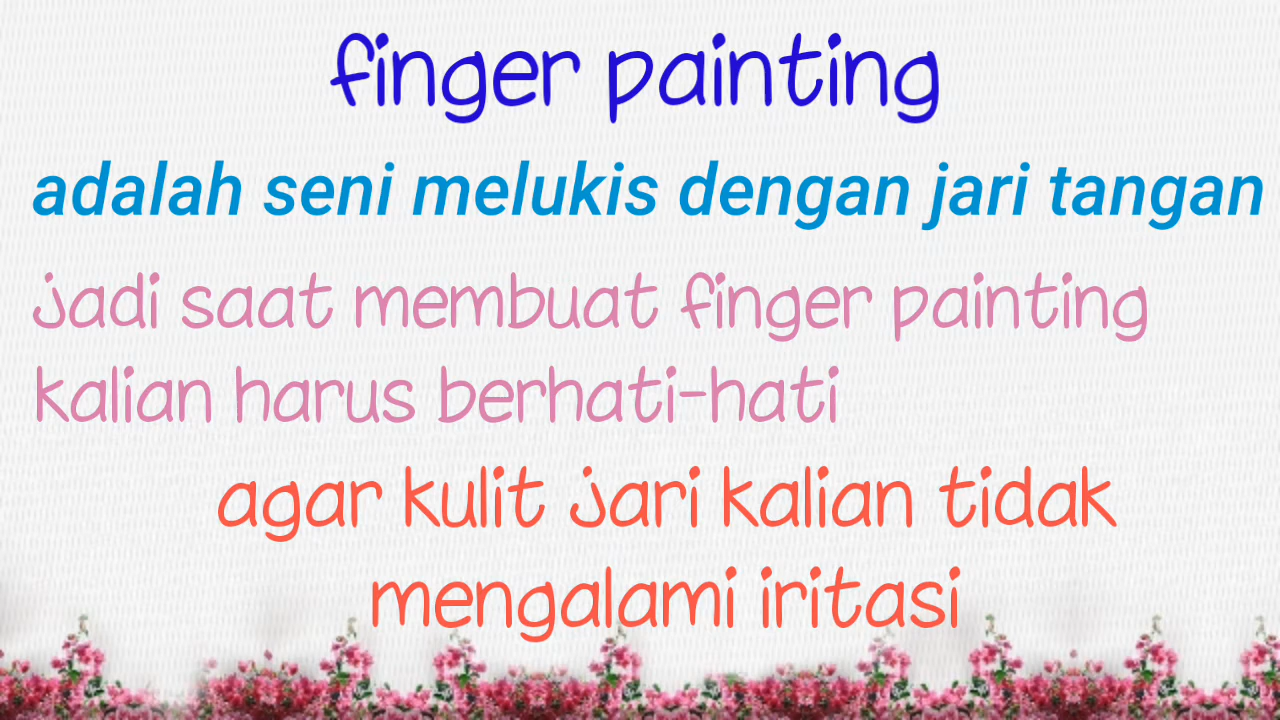 finger painting
adalah seni melukis dengan jari tangan
jadi saat membuat finger painting
kalian harus berhati-hati
agar kulit jari kalian tidak
mengalami iritasi